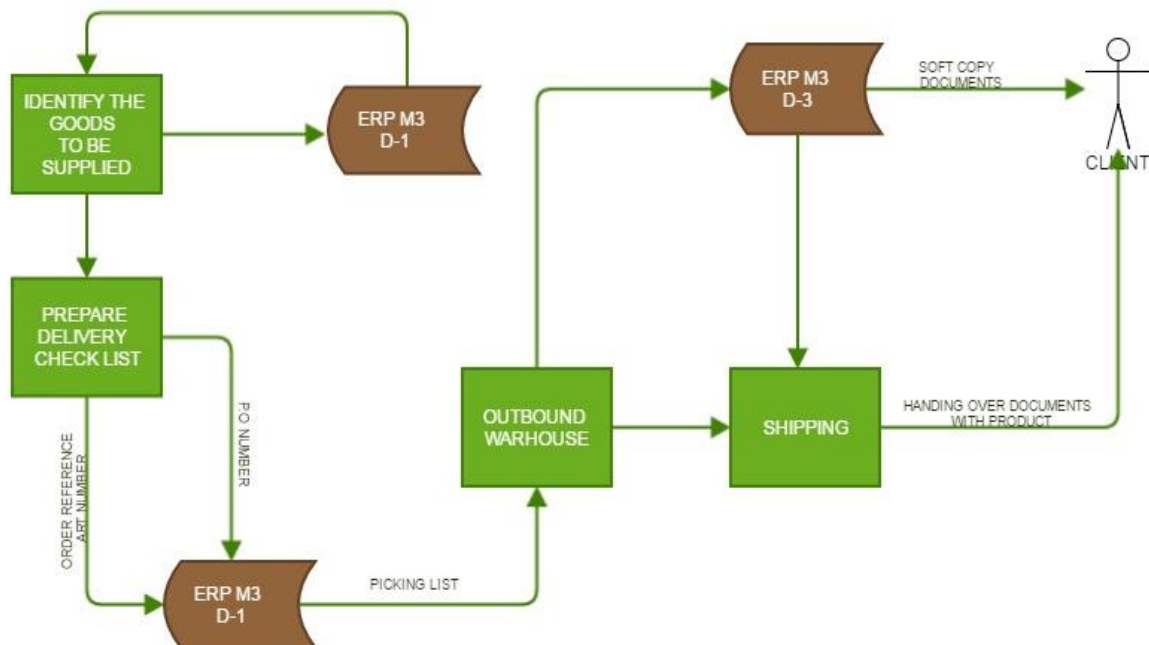 IDENTIFY THE
GOODS
TO BE
SUPPLIED
ERP M3
D-1
ERP M3
D-3
SOFT COPY
DOCUMENTS
CLIENT
PREPARE
DELIVERY
CHECK LIST
P.O NUMBER
ORDER REFERENCE
ART NUMBER
OUTBOUND
WARHOUSE
SHIPPING
HANDING OVER DOCUMENTS
WITH PRODUCT
ERP M3
D-1
PICKING LIST